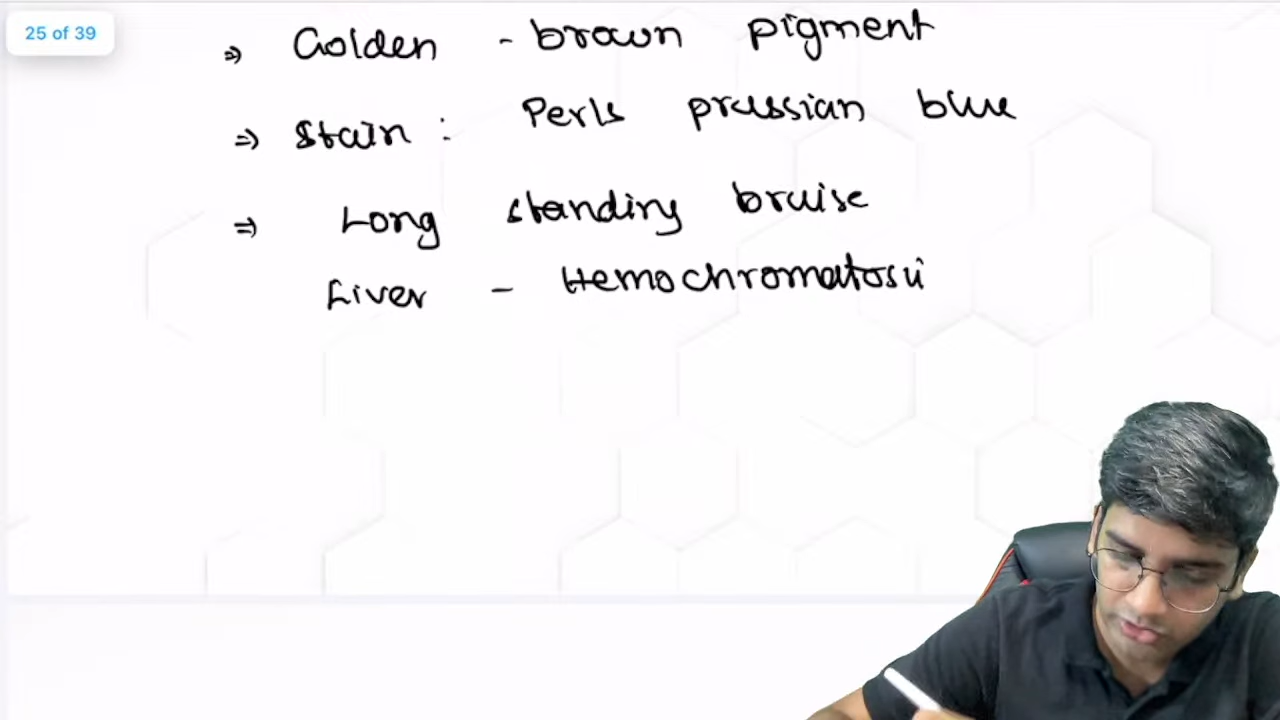 25 of 39
⇒ Golden - brown pigment
⇒ Stain : Perls prussian blue
⇒ Long standing bruise
Liver - Hemochromatosis